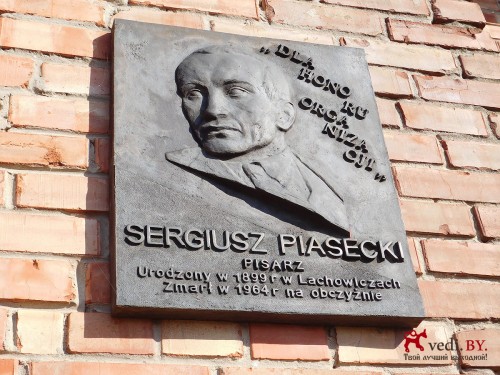 „DLA
HONO
RU
ORGA
NIZA
CJI"
SERGIUSZ PIASECKI
PISARZ
Urodzony w 1899 r w Lachowiczach
Zmarł w 1964 r na obczyźnie
vedi.BY.
Твой лучший выходной!